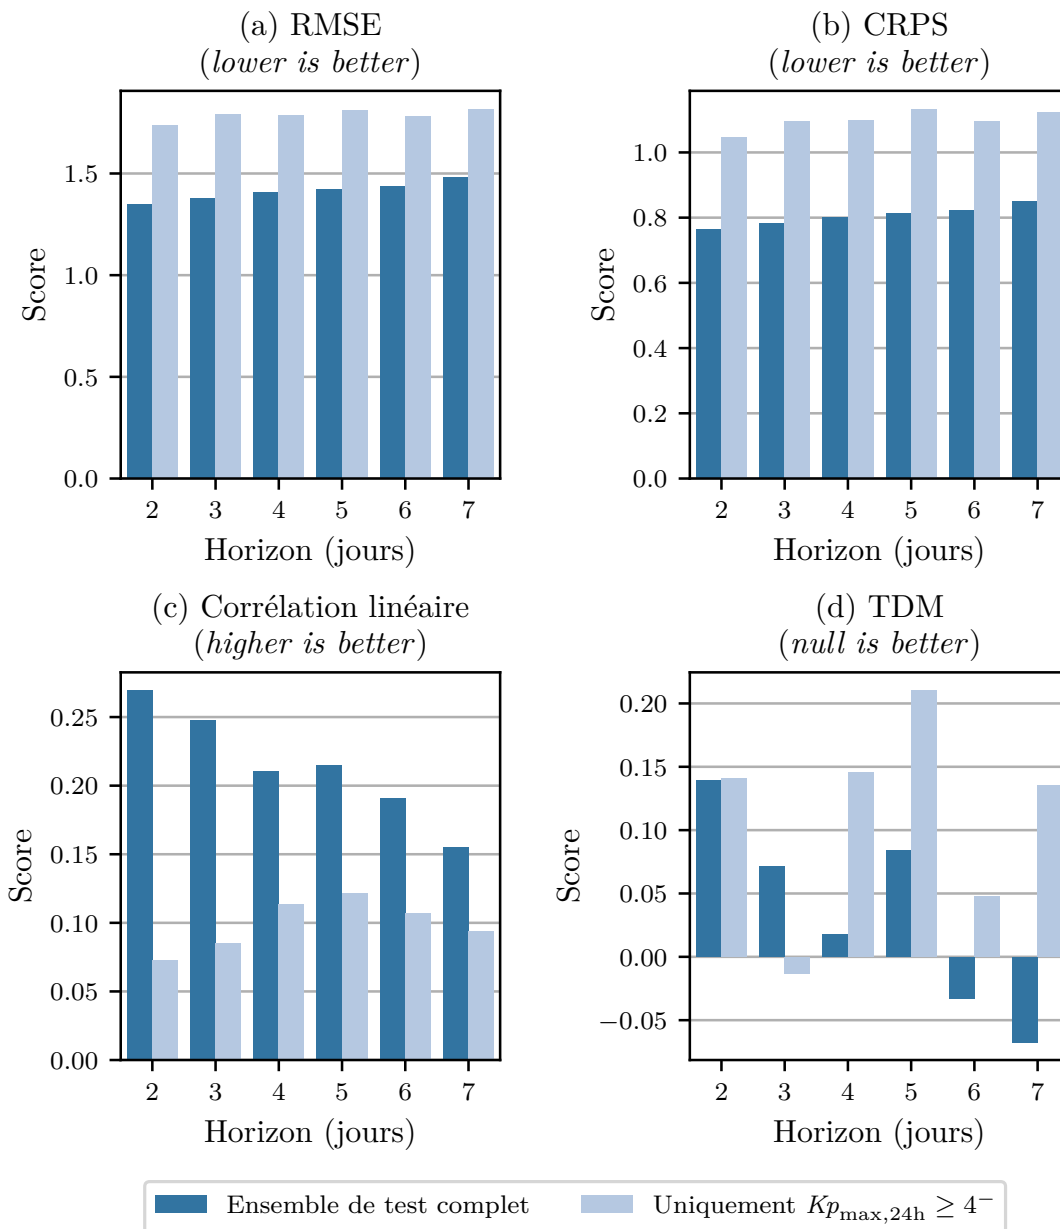 (a) RMSE
(lower is better)
1.5
1.0
0.5
0.0
Score
2 3 4 5 6 7
Horizon (jours)
(b) CRPS
(lower is better)
1.0
0.8
0.6
0.4
0.2
0.0
Score
2 3 4 5 6 7
Horizon (jours)
(c) Corrélation linéaire
(higher is better)
0.25
0.20
0.15
0.10
0.05
0.00
Score
2 3 4 5 6 7
Horizon (jours)
(d) TDM
(null is better)
0.20
0.15
0.10
0.05
0.00
−0.05
Score
2 3 4 5 6 7
Horizon (jours)
Ensemble de test complet
Uniquement Kp_max,24h ≥ 4⁻